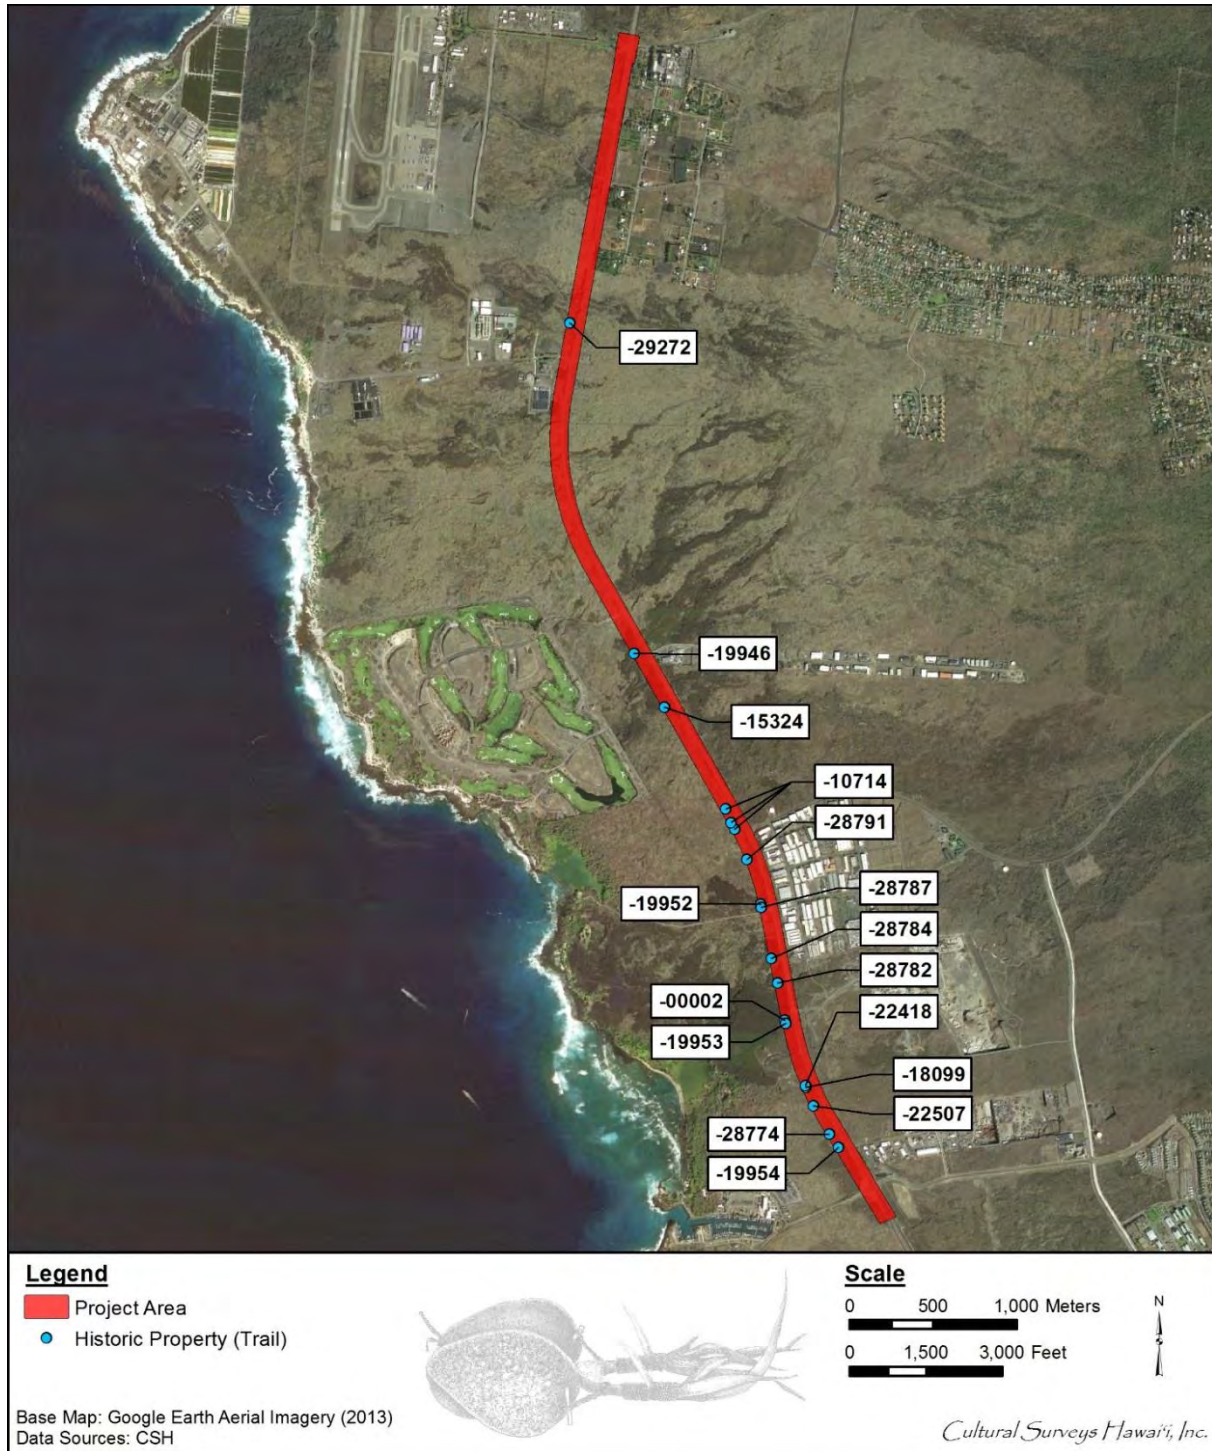 -29272
-19946
-15324
-10714
-28791
-28787
-19952
-28784
-28782
-00002
-22418
-19953
-18099
-22507
-28774
-19954
Legend
Project Area
Historic Property (Trail)
Base Map: Google Earth Aerial Imagery (2013)
Data Sources: CSH
Scale
0 500 1,000 Meters
0 1,500 3,000 Feet
N
Cultural Surveys Hawai‘i, Inc.